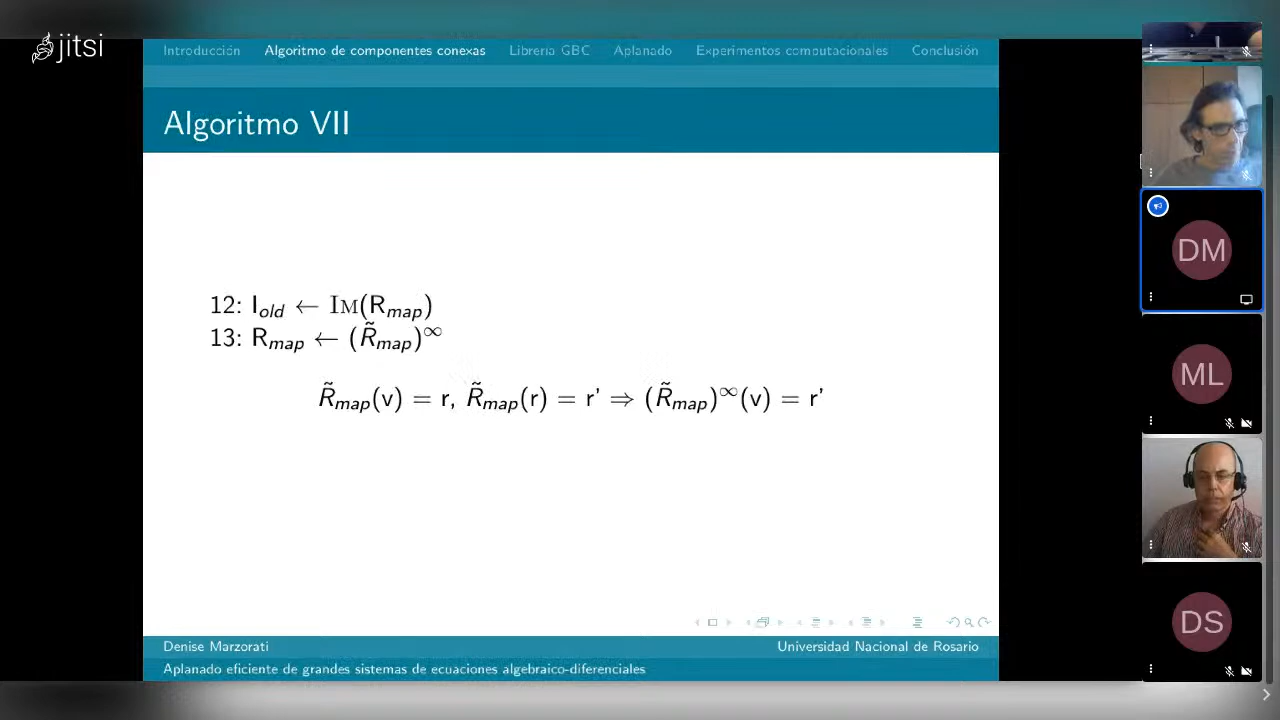 jitsi
Introducción Algoritmo de componentes conexas Libreria GBC Aplanado Experimentos computacionales Conclusión
Algoritmo VII
12: I_old ← Im(R_map)
13: R_map ← (R̃_map)^∞
R̃_map(v) = r, R̃_map(r) = r' ⇒ (R̃_map)^∞(v) = r'
Denise Marzorati Universidad Nacional de Rosario
Aplanado eficiente de grandes sistemas de ecuaciones algebraico-diferenciales
DM
ML
DS